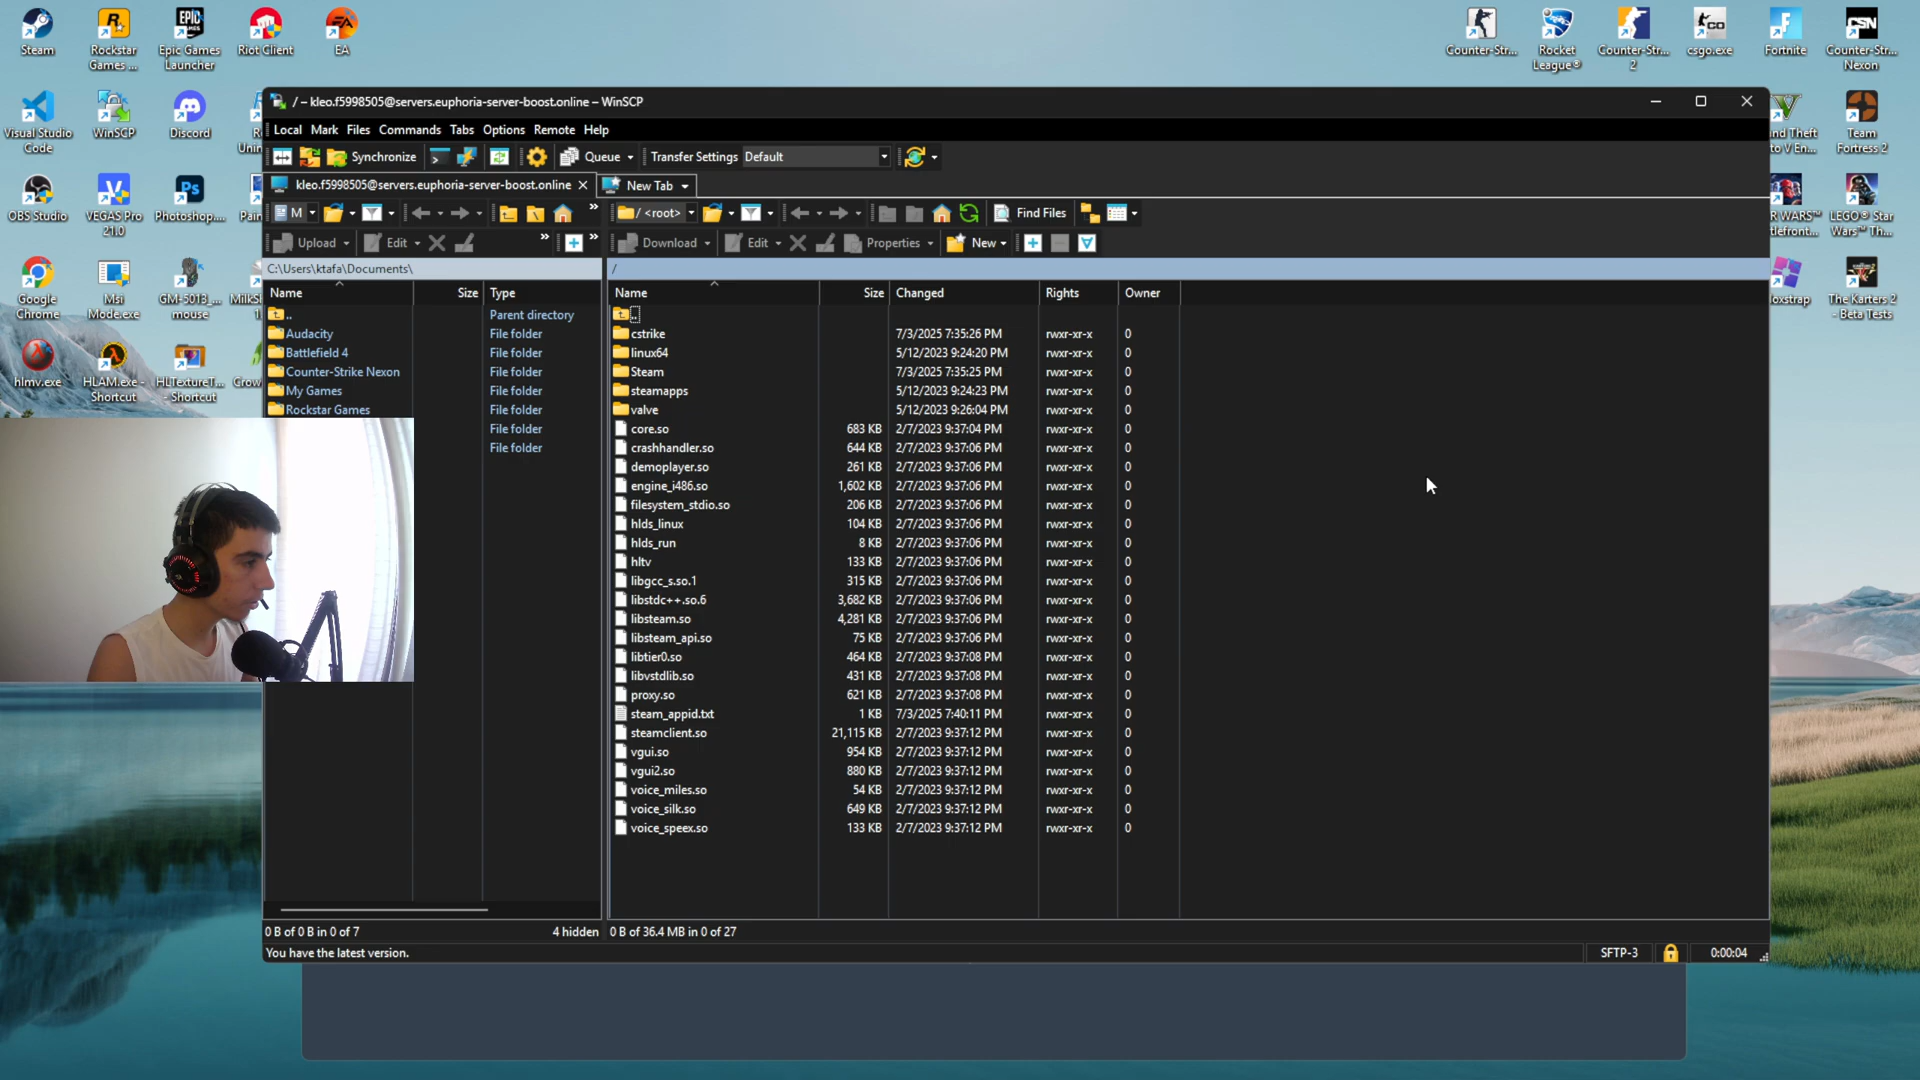 Steam
Rockstar Games ...
Epic Games Launcher
Riot Client
EA
Counter-Str...
Rocket League®
Counter-Str... 2
csgo.exe
Fortnite
Counter-Str... Nexon
/ – kleo.f5998505@servers.euphoria-server-boost.online – WinSCP
Local Mark Files Commands Tabs Options Remote Help
Synchronize Queue Transfer Settings Default
kleo.f5998505@servers.euphoria-server-boost.online New Tab
M / <root> Find Files
Upload Edit Download Edit Properties New
C:\Users\ktafa\Documents\ /
Name Size Type Name Size Changed Rights Owner
.. Parent directory ..
Audacity File folder cstrike 7/3/2025 7:35:26 PM rwxr-xr-x 0
Battlefield 4 File folder linux64 5/12/2023 9:24:20 PM rwxr-xr-x 0
Counter-Strike Nexon File folder Steam 7/3/2025 7:35:25 PM rwxr-xr-x 0
My Games File folder steamapps 5/12/2023 9:24:23 PM rwxr-xr-x 0
Rockstar Games File folder valve 5/12/2023 9:26:04 PM rwxr-xr-x 0
File folder core.so 683 KB 2/7/2023 9:37:04 PM rwxr-xr-x 0
File folder crashhandler.so 644 KB 2/7/2023 9:37:06 PM rwxr-xr-x 0
demoplayer.so 261 KB 2/7/2023 9:37:06 PM rwxr-xr-x 0
engine_i486.so 1,602 KB 2/7/2023 9:37:06 PM rwxr-xr-x 0
filesystem_stdio.so 206 KB 2/7/2023 9:37:06 PM rwxr-xr-x 0
hlds_linux 104 KB 2/7/2023 9:37:06 PM rwxr-xr-x 0
hlds_run 8 KB 2/7/2023 9:37:06 PM rwxr-xr-x 0
hltv 133 KB 2/7/2023 9:37:06 PM rwxr-xr-x 0
libgcc_s.so.1 315 KB 2/7/2023 9:37:06 PM rwxr-xr-x 0
libstdc++.so.6 3,682 KB 2/7/2023 9:37:06 PM rwxr-xr-x 0
libsteam.so 4,281 KB 2/7/2023 9:37:06 PM rwxr-xr-x 0
libsteam_api.so 75 KB 2/7/2023 9:37:06 PM rwxr-xr-x 0
libtier0.so 464 KB 2/7/2023 9:37:08 PM rwxr-xr-x 0
libvstdlib.so 431 KB 2/7/2023 9:37:08 PM rwxr-xr-x 0
proxy.so 621 KB 2/7/2023 9:37:08 PM rwxr-xr-x 0
steam_appid.txt 1 KB 7/3/2025 7:40:11 PM rwxr-xr-x 0
steamclient.so 21,115 KB 2/7/2023 9:37:12 PM rwxr-xr-x 0
vgui.so 954 KB 2/7/2023 9:37:12 PM rwxr-xr-x 0
vgui2.so 880 KB 2/7/2023 9:37:12 PM rwxr-xr-x 0
voice_miles.so 54 KB 2/7/2023 9:37:12 PM rwxr-xr-x 0
voice_silk.so 649 KB 2/7/2023 9:37:12 PM rwxr-xr-x 0
voice_speex.so 133 KB 2/7/2023 9:37:12 PM rwxr-xr-x 0
0 B of 0 B in 0 of 7 4 hidden 0 B of 36.4 MB in 0 of 27
You have the latest version. SFTP-3 0:00:04
Visual Studio Code
WinSCP
Discord
OBS Studio
VEGAS Pro 21.0
Photoshop....
Google Chrome
Msi Mode.exe
GM-5013_... mouse
hlmv.exe
HLAM.exe - Shortcut
HLTextureT... - Shortcut
Team Fortress 2
LEGO® Star Wars™ Th...
The Karters 2 - Beta Tests